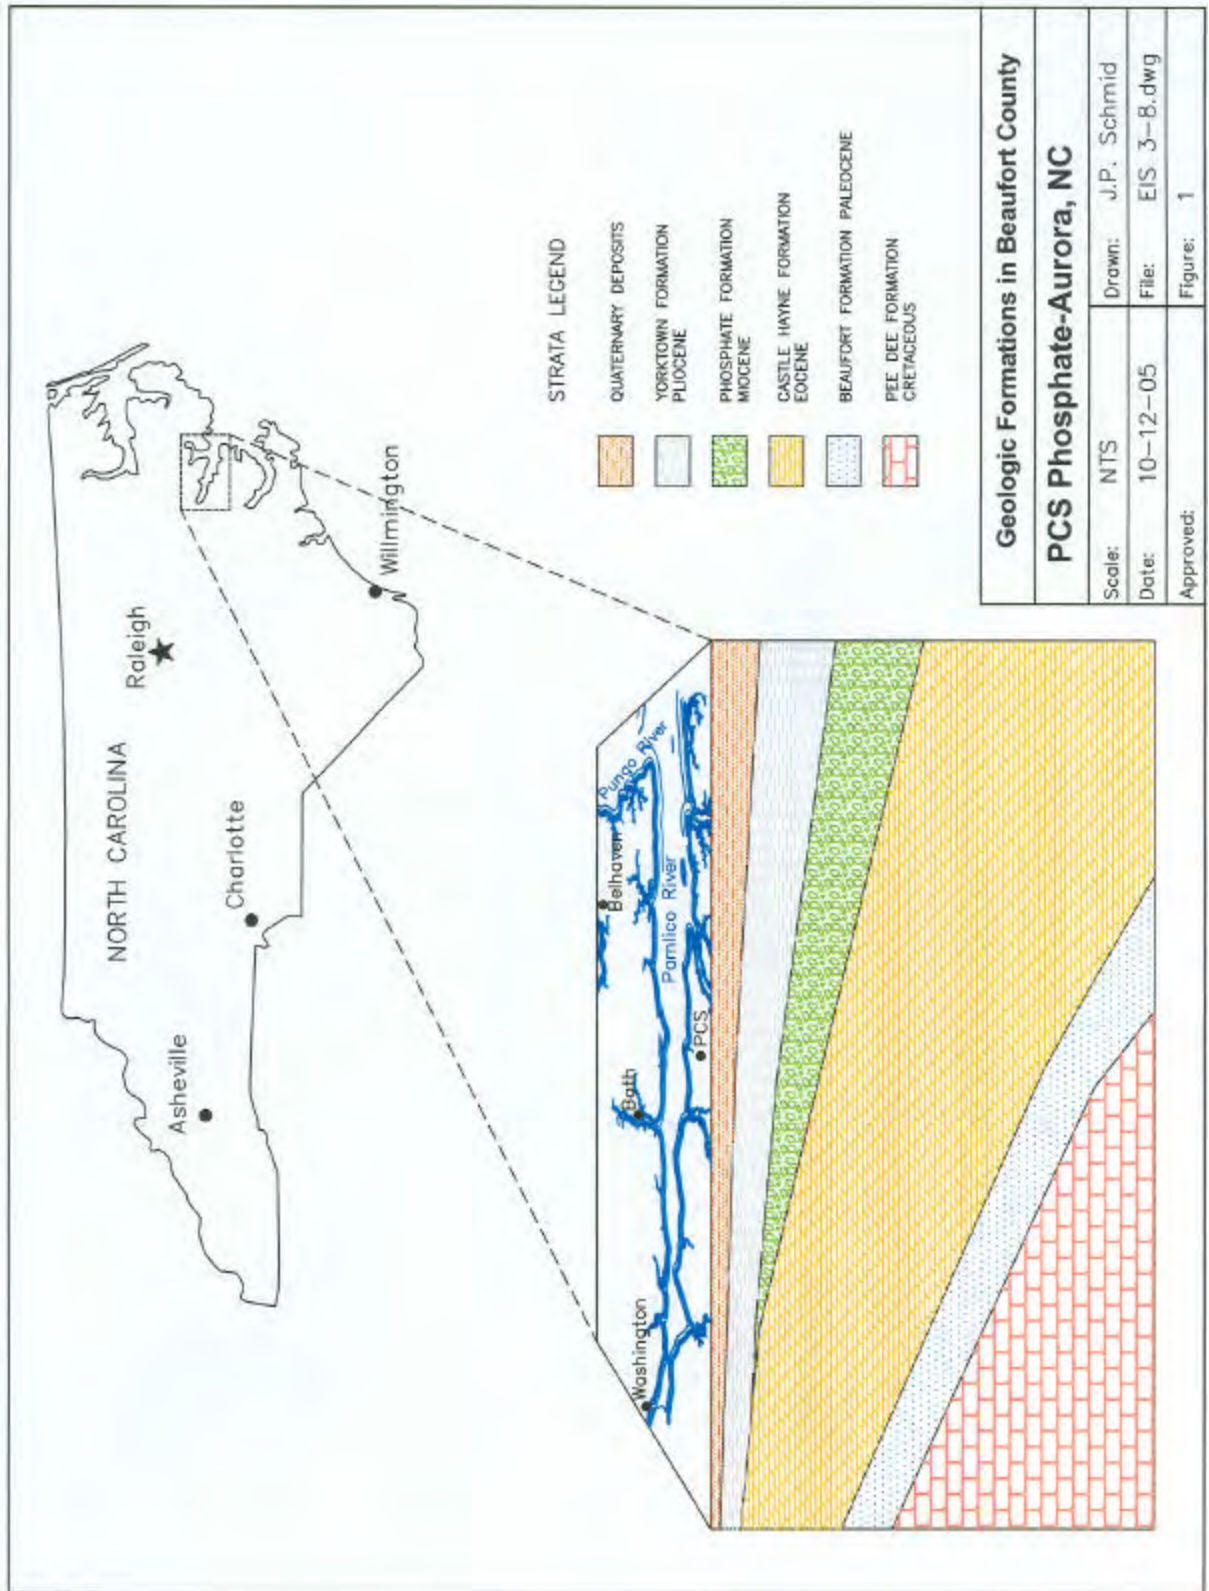 NORTH CAROLINA
Asheville
Charlotte
Raleigh
Willmington
Washington
Bath
Belhaven
Pungo River
Pamlico River
PCS
STRATA LEGEND
QUATERNARY DEPOSITS
YORKTOWN FORMATION
PLIOCENE
PHOSPHATE FORMATION
MIOCENE
CASTLE HAYNE FORMATION
EOCENE
BEAUFORT FORMATION PALEOCENE
PEE DEE FORMATION
CRETACEOUS
Geologic Formations in Beaufort County
PCS Phosphate-Aurora, NC
Scale: NTS
Drawn: J.P. Schmid
Date: 10-12-05
File: EIS 3-8.dwg
Approved:
Figure: 1